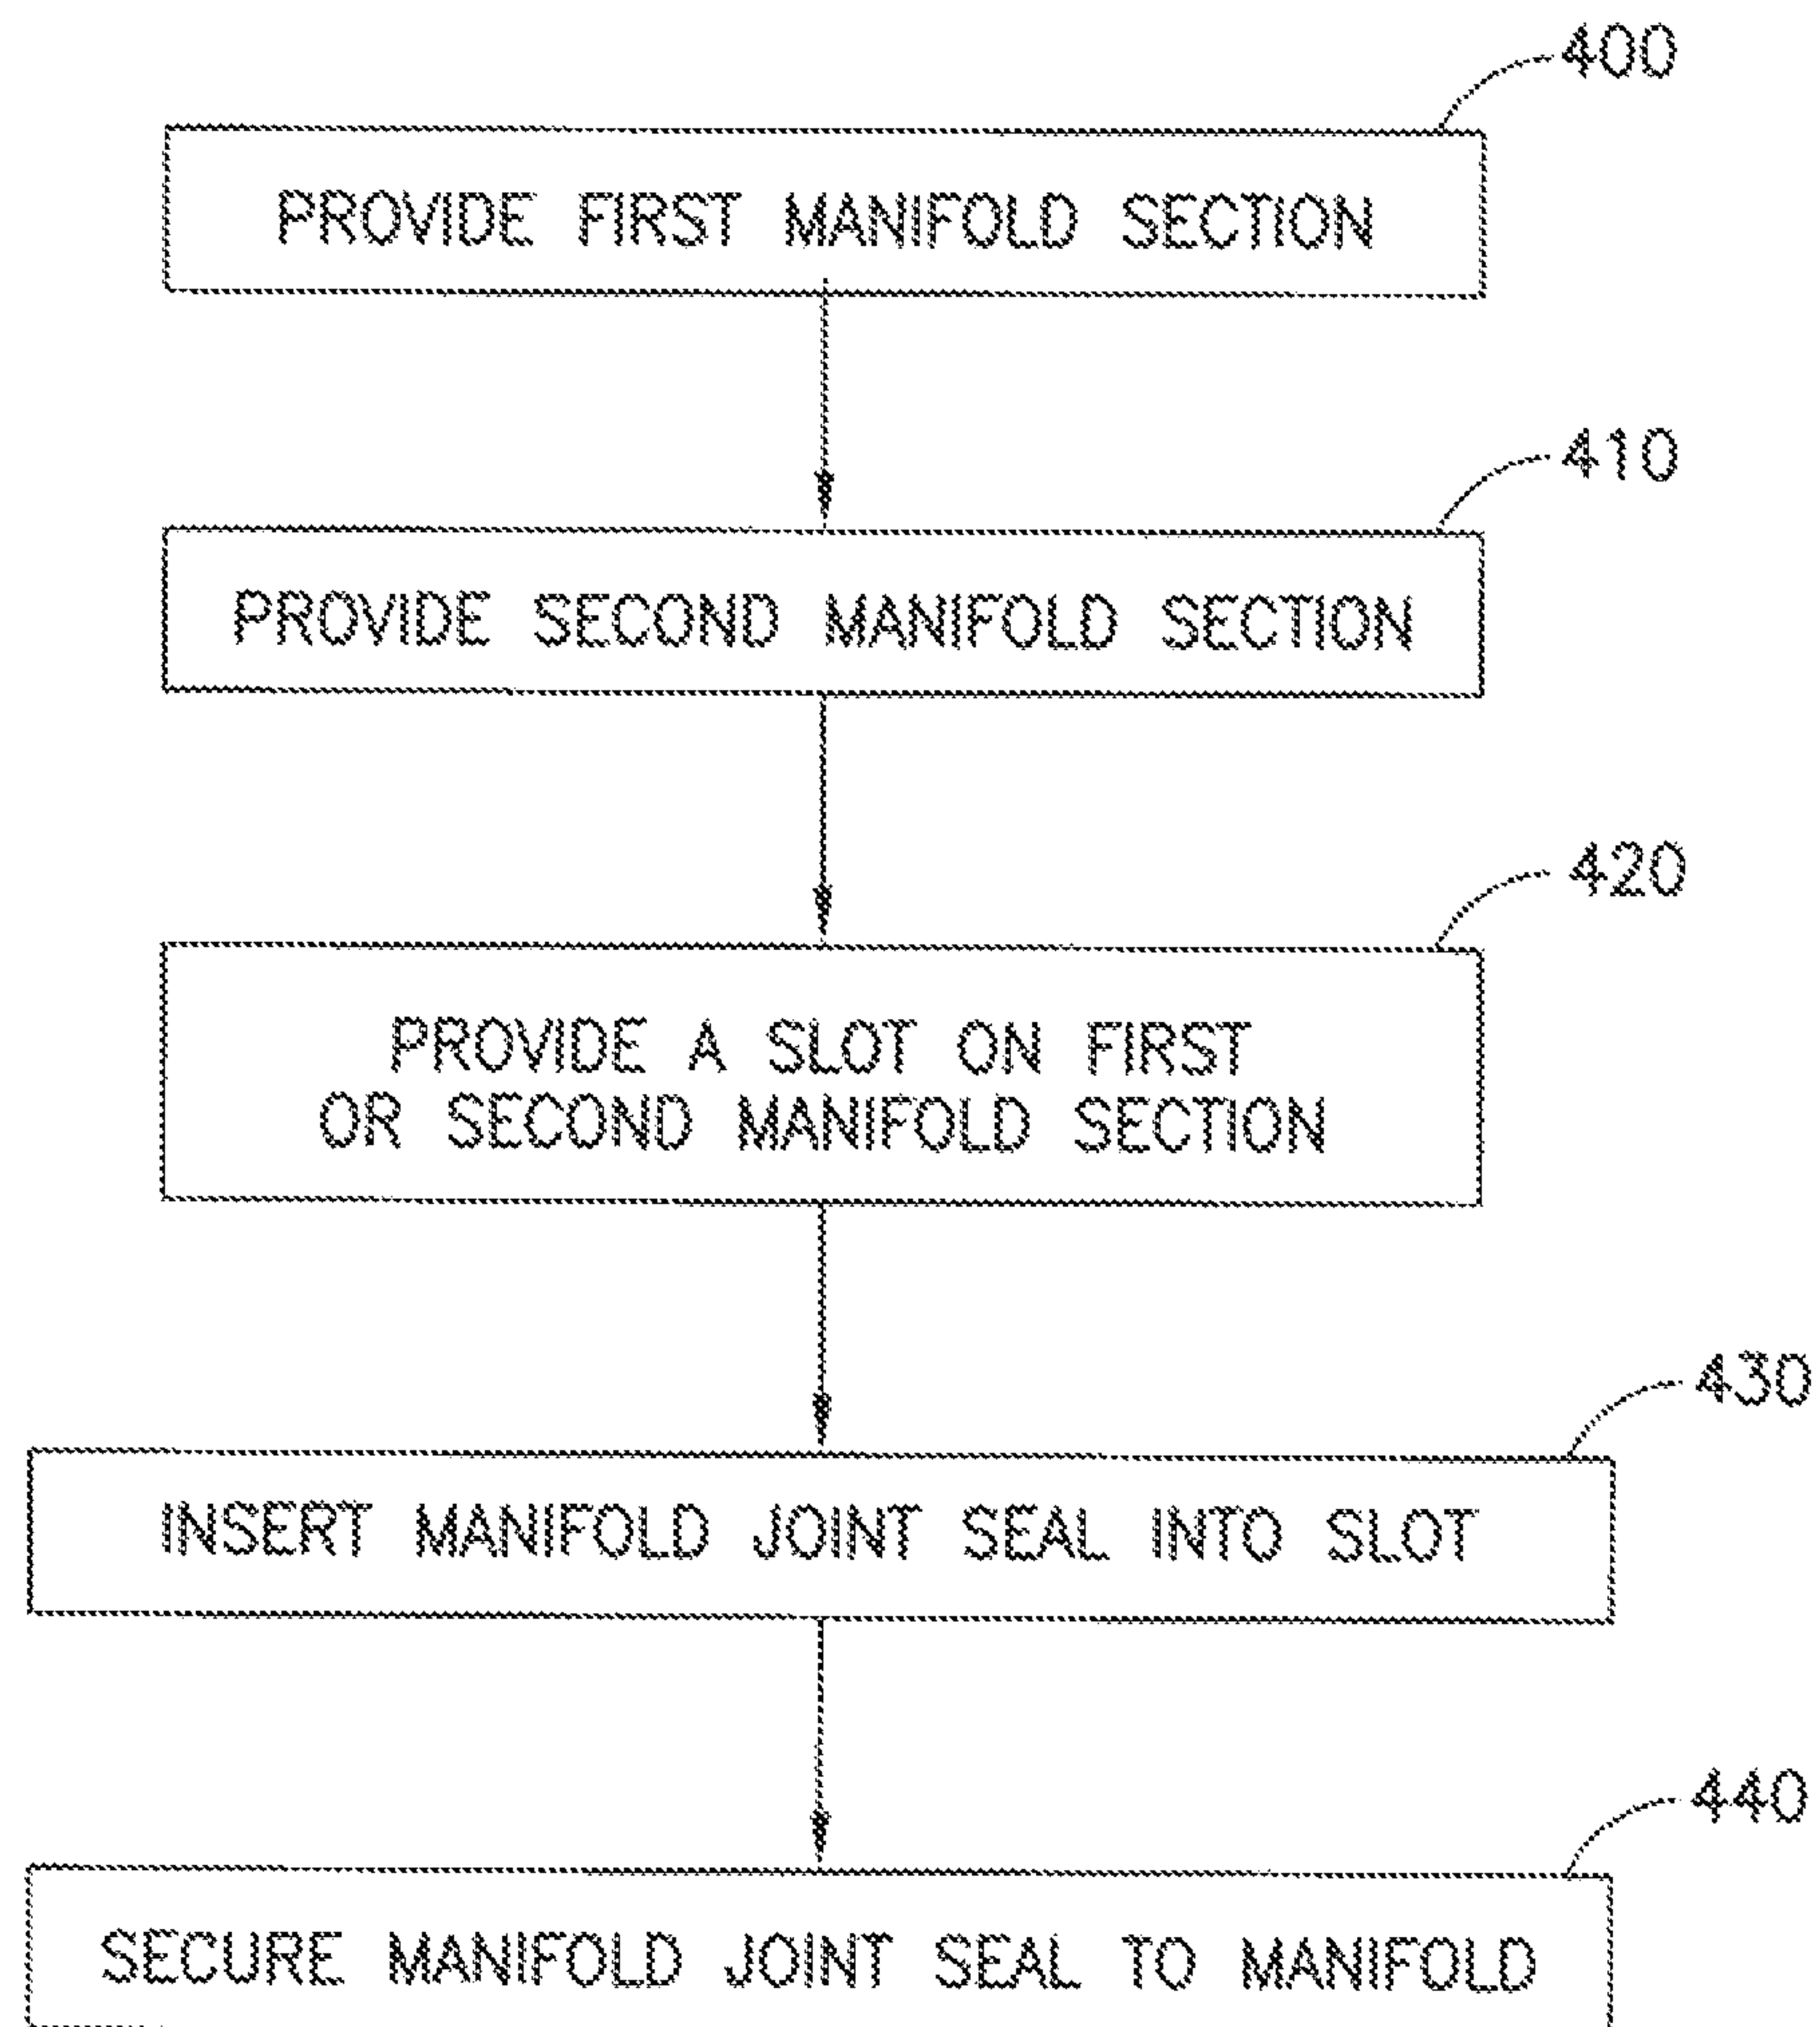 400
PROVIDE FIRST MANIFOLD SECTION
410
PROVIDE SECOND MANIFOLD SECTION
420
PROVIDE A SLOT ON FIRST
OR SECOND MANIFOLD SECTION
430
INSERT MANIFOLD JOINT SEAL INTO SLOT
440
SECURE MANIFOLD JOINT SEAL TO MANIFOLD